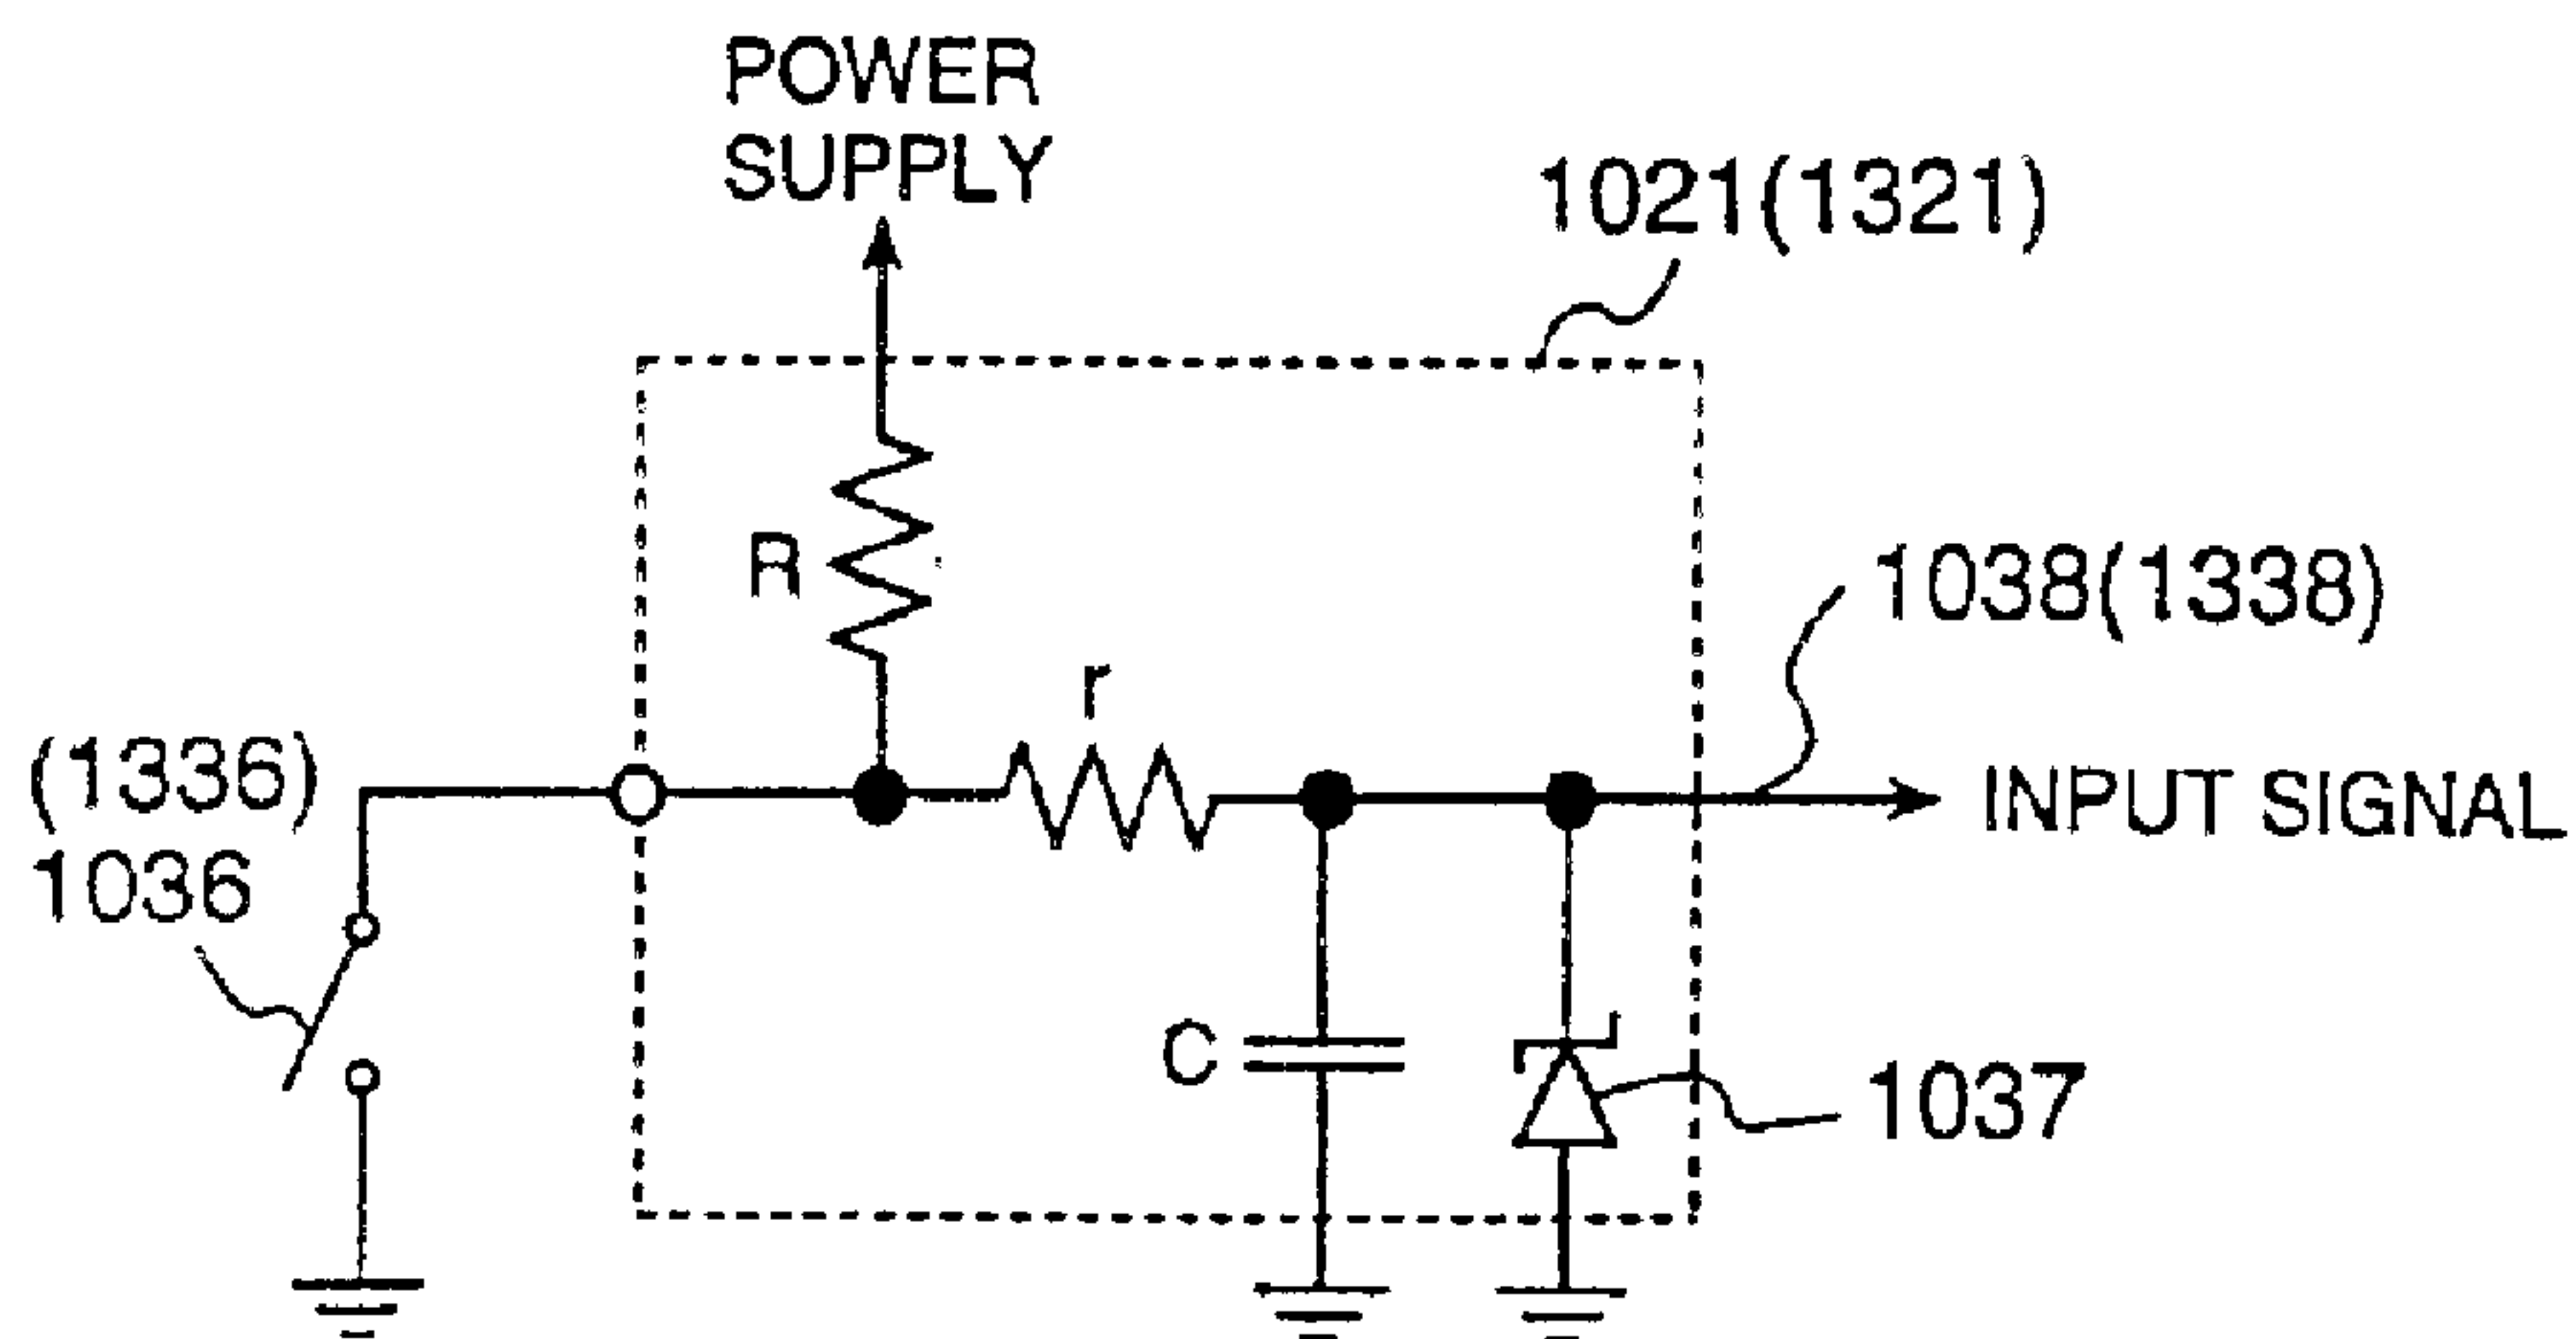 POWER
SUPPLY
1021(1321)
R
1038(1338)
r
(1336)
1036
INPUT SIGNAL
C
1037